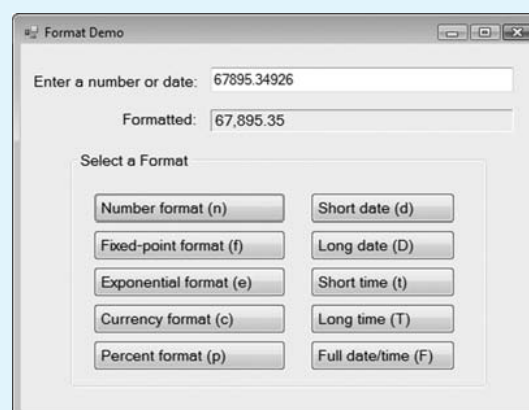 Format Demo
Enter a number or date: 67895.34926
Formatted: 67,895.35
Select a Format
Number format (n) Short date (d)
Fixed-point format (f) Long date (D)
Exponential format (e) Short time (t)
Currency format (c) Long time (T)
Percent format (p) Full date/time (F)